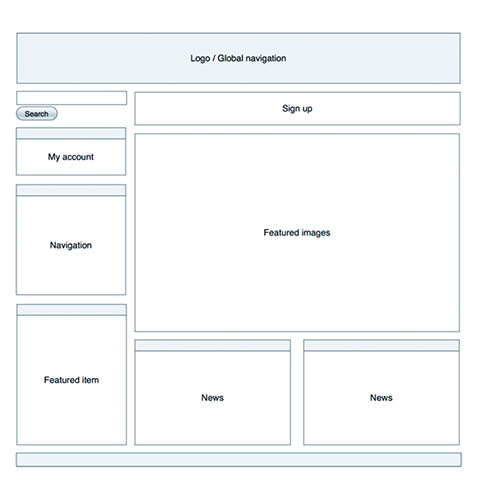 Logo / Global navigation
Search
Sign up
My account
Navigation
Featured images
Featured item
News
News